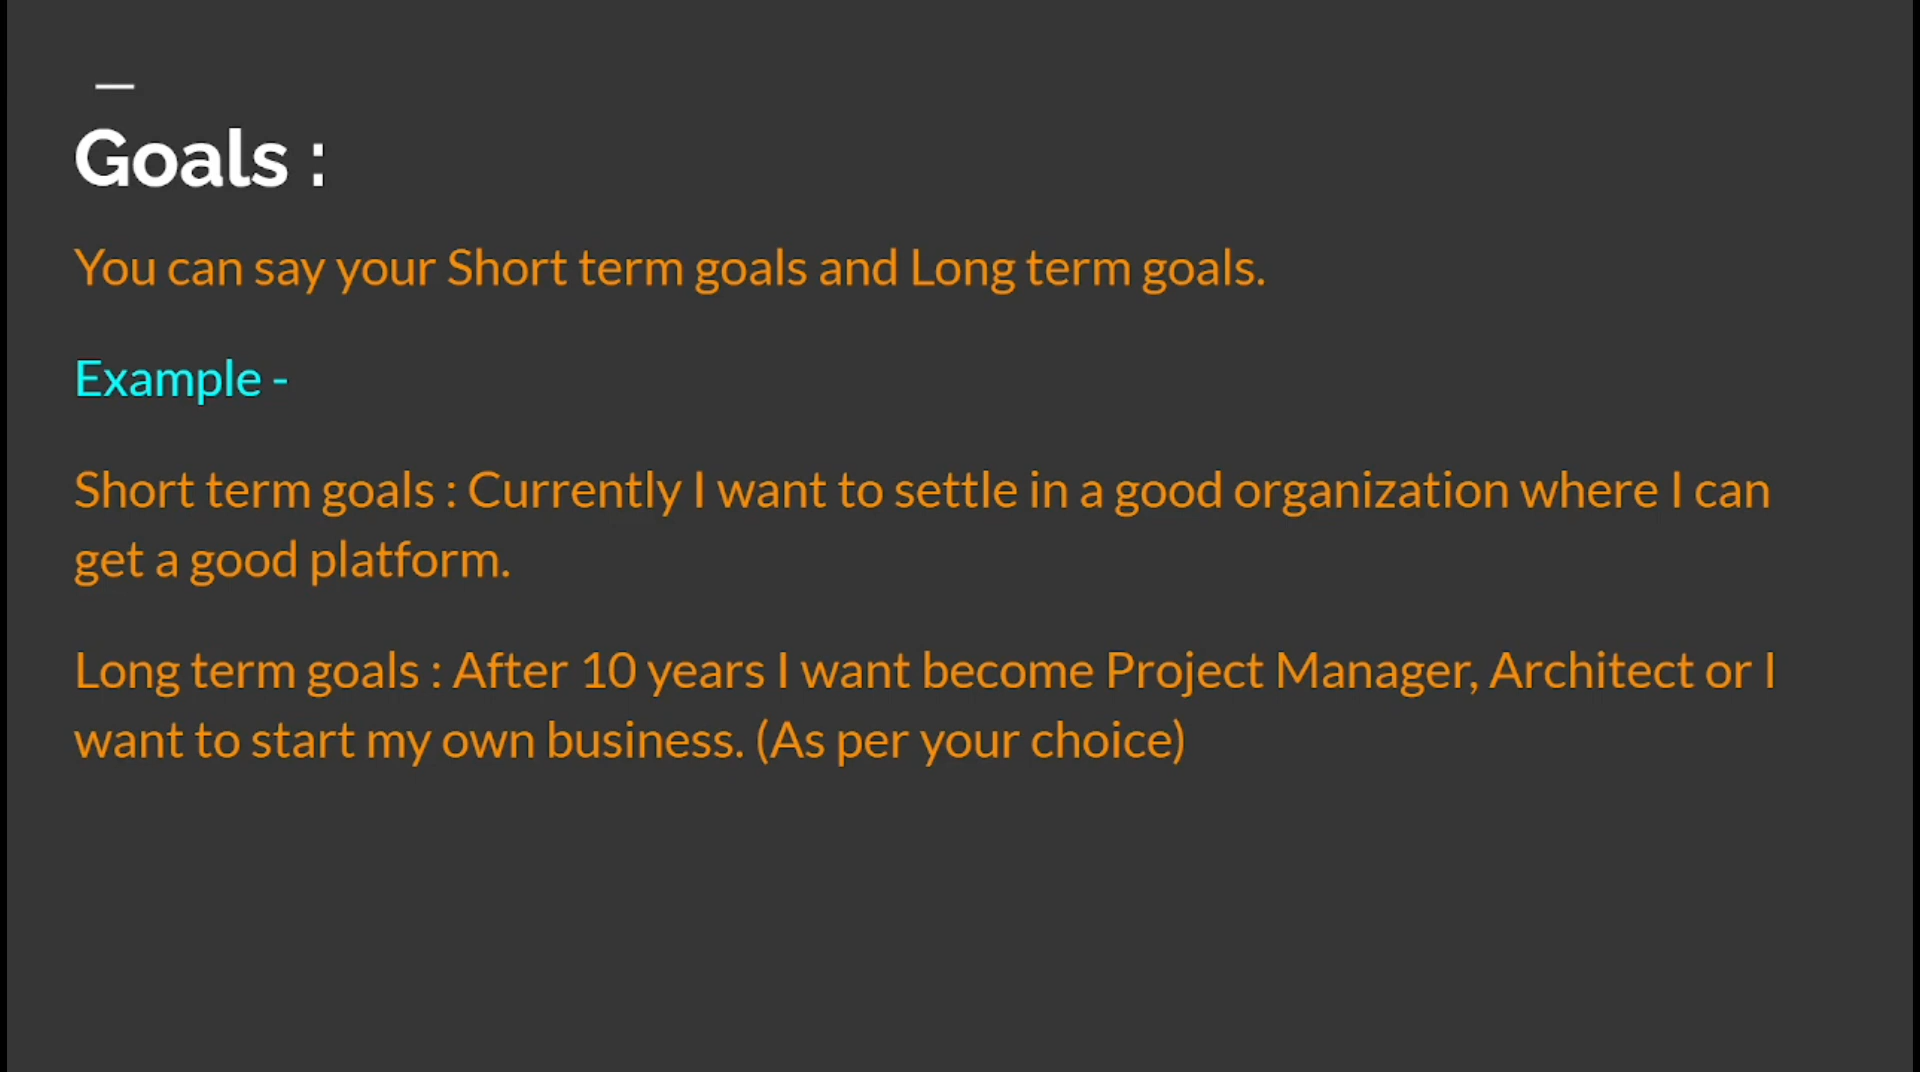 Goals :
You can say your Short term goals and Long term goals.
Example -
Short term goals : Currently I want to settle in a good organization where I can
get a good platform.
Long term goals : After 10 years I want become Project Manager, Architect or I
want to start my own business. (As per your choice)